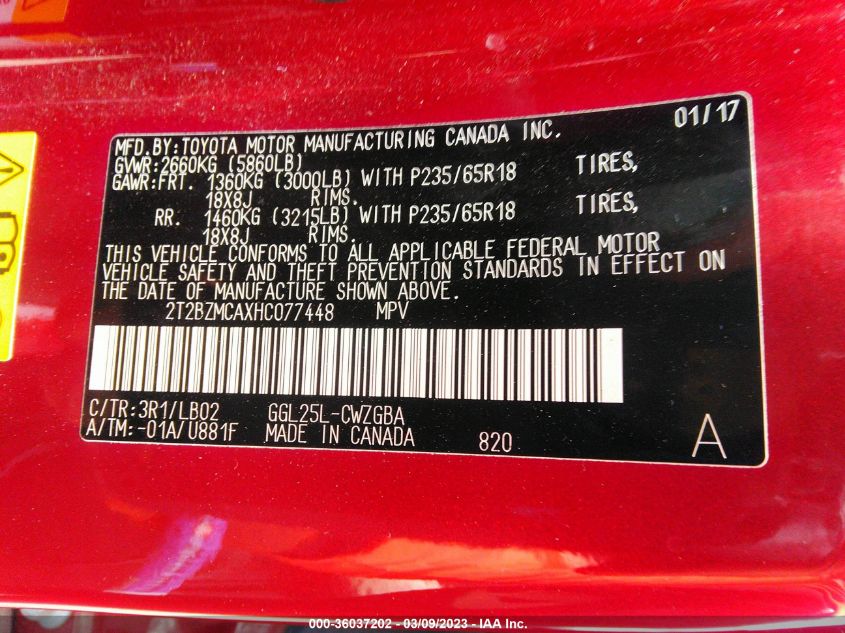 01/17
MFD.BY:TOYOTA MOTOR MANUFACTURING CANADA INC.
GVWR:2660KG (5860LB)
GAWR:FRT. 1360KG (3000LB) WITH P235/65R18 TIRES,
18X8J RIMS.
RR. 1460KG (3215LB) WITH P235/65R18 TIRES,
18X8J RIMS.
THIS VEHICLE CONFORMS TO ALL APPLICABLE FEDERAL MOTOR
VEHICLE SAFETY AND THEFT PREVENTION STANDARDS IN EFFECT ON
THE DATE OF MANUFACTURE SHOWN ABOVE.
2T2BZMCAXHC077448 MPV
C/TR:3R1/LB02 GGL25L-CWZGBA
A/TM:-01A/U881F MADE IN CANADA 820 A
000-36037202 - 03/09/2023 - IAA Inc.